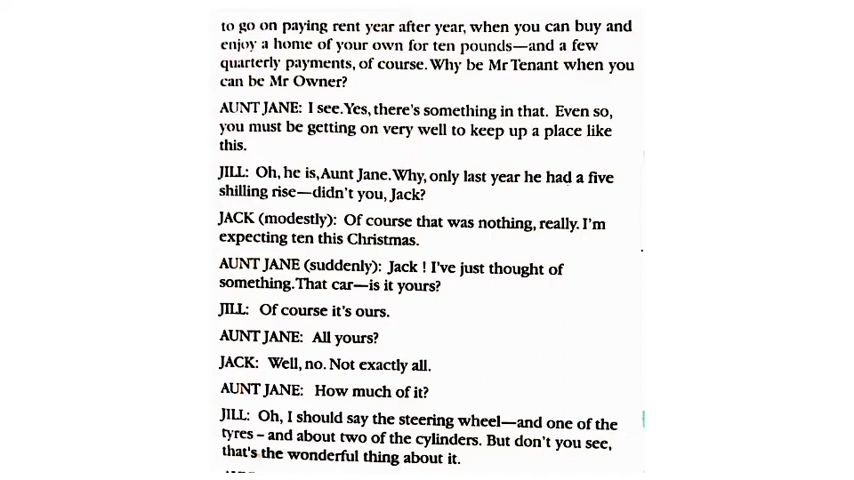 to go on paying rent year after year, when you can buy and
enjoy a home of your own for ten pounds—and a few
quarterly payments, of course. Why be Mr Tenant when you
can be Mr Owner?
AUNT JANE: I see. Yes, there's something in that. Even so,
you must be getting on very well to keep up a place like
this.
JILL: Oh, he is, Aunt Jane. Why, only last year he had a five
shilling rise—didn't you, Jack?
JACK (modestly): Of course that was nothing, really. I'm
expecting ten this Christmas.
AUNT JANE (suddenly): Jack ! I've just thought of
something. That car—is it yours?
JILL: Of course it's ours.
AUNT JANE: All yours?
JACK: Well, no. Not exactly all.
AUNT JANE: How much of it?
JILL: Oh, I should say the steering wheel—and one of the
tyres – and about two of the cylinders. But don't you see,
that's the wonderful thing about it.